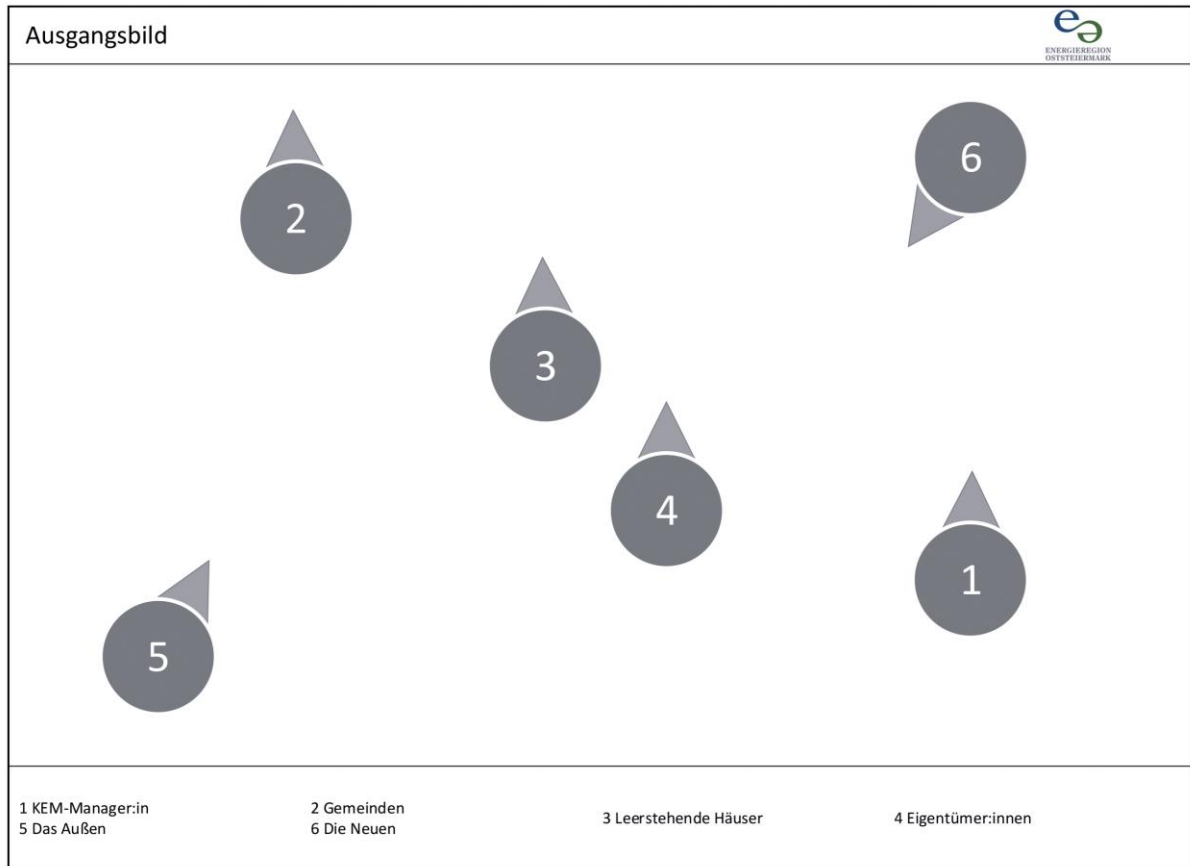 Ausgangsbild
ENERGIEREGION
OSTSTEIERMARK
2
6
3
4
1
5
1 KEM-Manager:in
2 Gemeinden
3 Leerstehende Häuser
4 Eigentümer:innen
5 Das Außen
6 Die Neuen